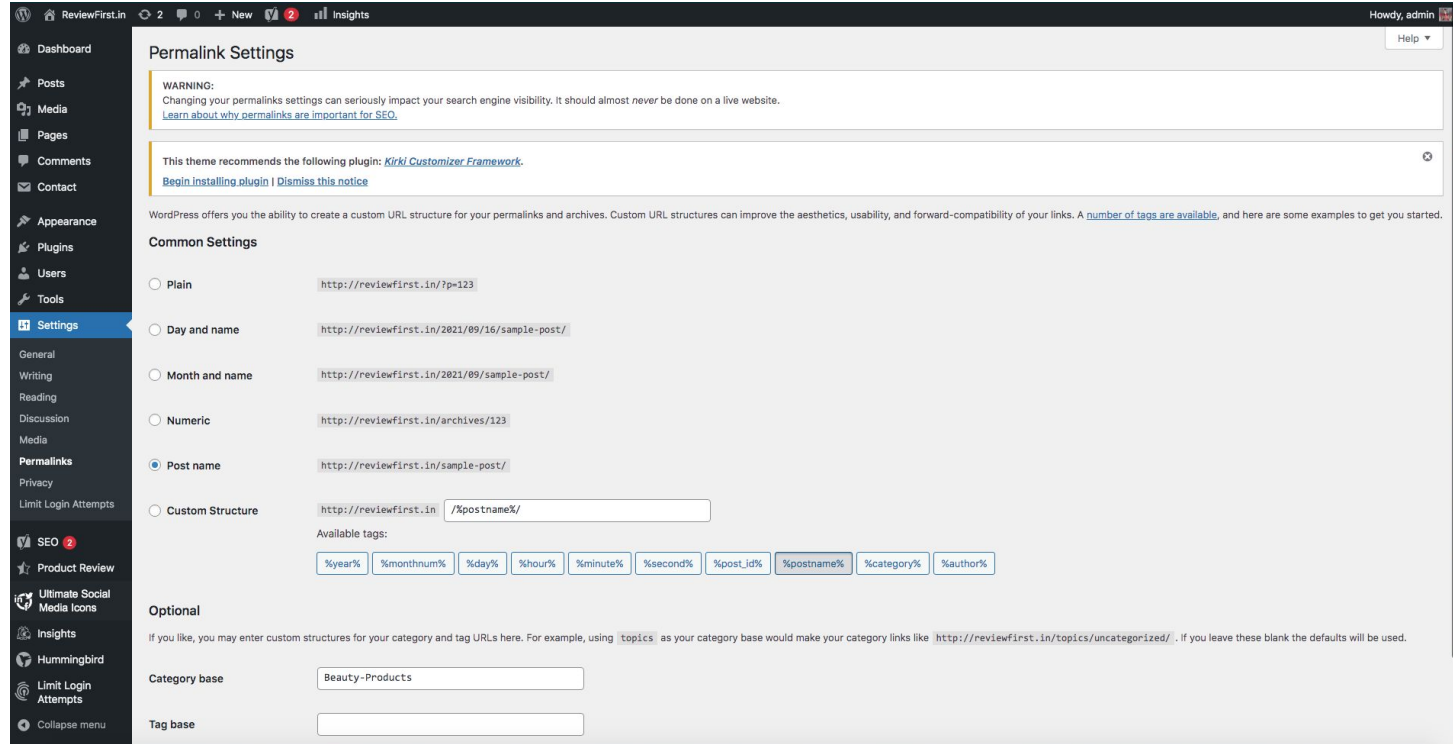 ReviewFirst.in 2 0 + New 2 Insights Howdy, admin
Help ▼
Dashboard
Posts
Media
Pages
Comments
Contact
Appearance
Plugins
Users
Tools
Settings
General
Writing
Reading
Discussion
Media
Permalinks
Privacy
Limit Login Attempts
SEO 2
Product Review
Ultimate Social
Media Icons
Insights
Hummingbird
Limit Login
Attempts
Collapse menu
Permalink Settings
WARNING:
Changing your permalinks settings can seriously impact your search engine visibility. It should almost never be done on a live website.
Learn about why permalinks are important for SEO.
This theme recommends the following plugin: Kirki Customizer Framework.
Begin installing plugin | Dismiss this notice
WordPress offers you the ability to create a custom URL structure for your permalinks and archives. Custom URL structures can improve the aesthetics, usability, and forward-compatibility of your links. A number of tags are available, and here are some examples to get you started.
Common Settings
Plain http://reviewfirst.in/?p=123
Day and name http://reviewfirst.in/2021/09/16/sample-post/
Month and name http://reviewfirst.in/2021/09/sample-post/
Numeric http://reviewfirst.in/archives/123
Post name http://reviewfirst.in/sample-post/
Custom Structure http://reviewfirst.in /%postname%/
Available tags:
%year% %monthnum% %day% %hour% %minute% %second% %post_id% %postname% %category% %author%
Optional
If you like, you may enter custom structures for your category and tag URLs here. For example, using topics as your category base would make your category links like http://reviewfirst.in/topics/uncategorized/ . If you leave these blank the defaults will be used.
Category base Beauty-Products
Tag base